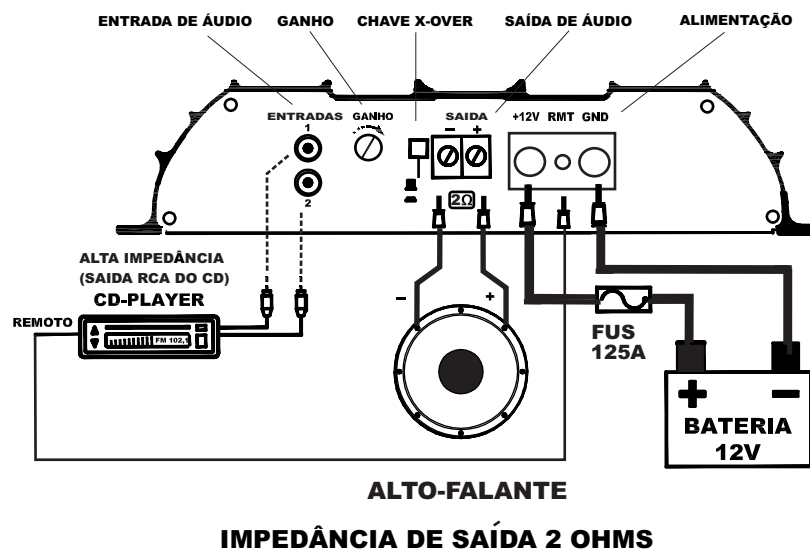 ENTRADA DE ÁUDIO GANHO CHAVE X-OVER SAÍDA DE ÁUDIO ALIMENTAÇÃO
ENTRADAS GANHO SAIDA +12V RMT GND
1 - +
2 2Ω
ALTA IMPEDÂNCIA
(SAIDA RCA DO CD)
CD-PLAYER
REMOTO
FM 102,1
- +
FUS
125A
+ -
BATERIA
12V
ALTO-FALANTE
IMPEDÂNCIA DE SAÍDA 2 OHMS